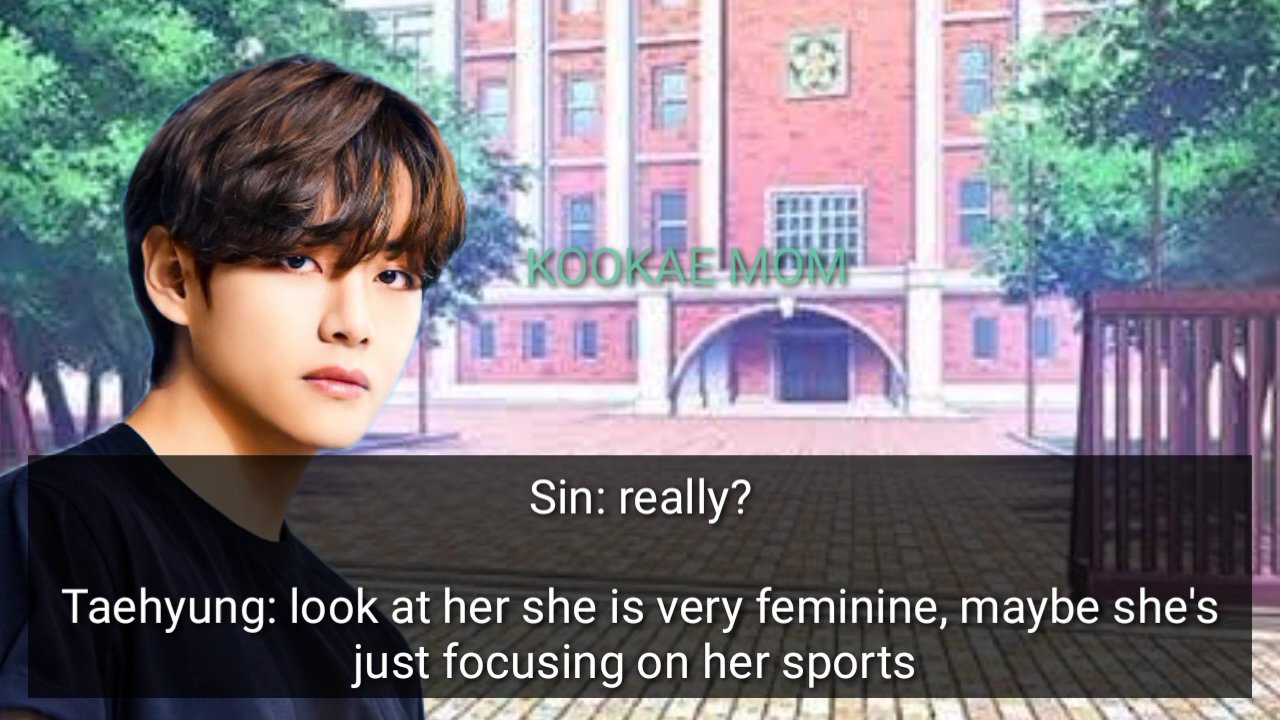 KOOKAE MOM
Sin: really?
Taehyung: look at her she is very feminine, maybe she's
just focusing on her sports